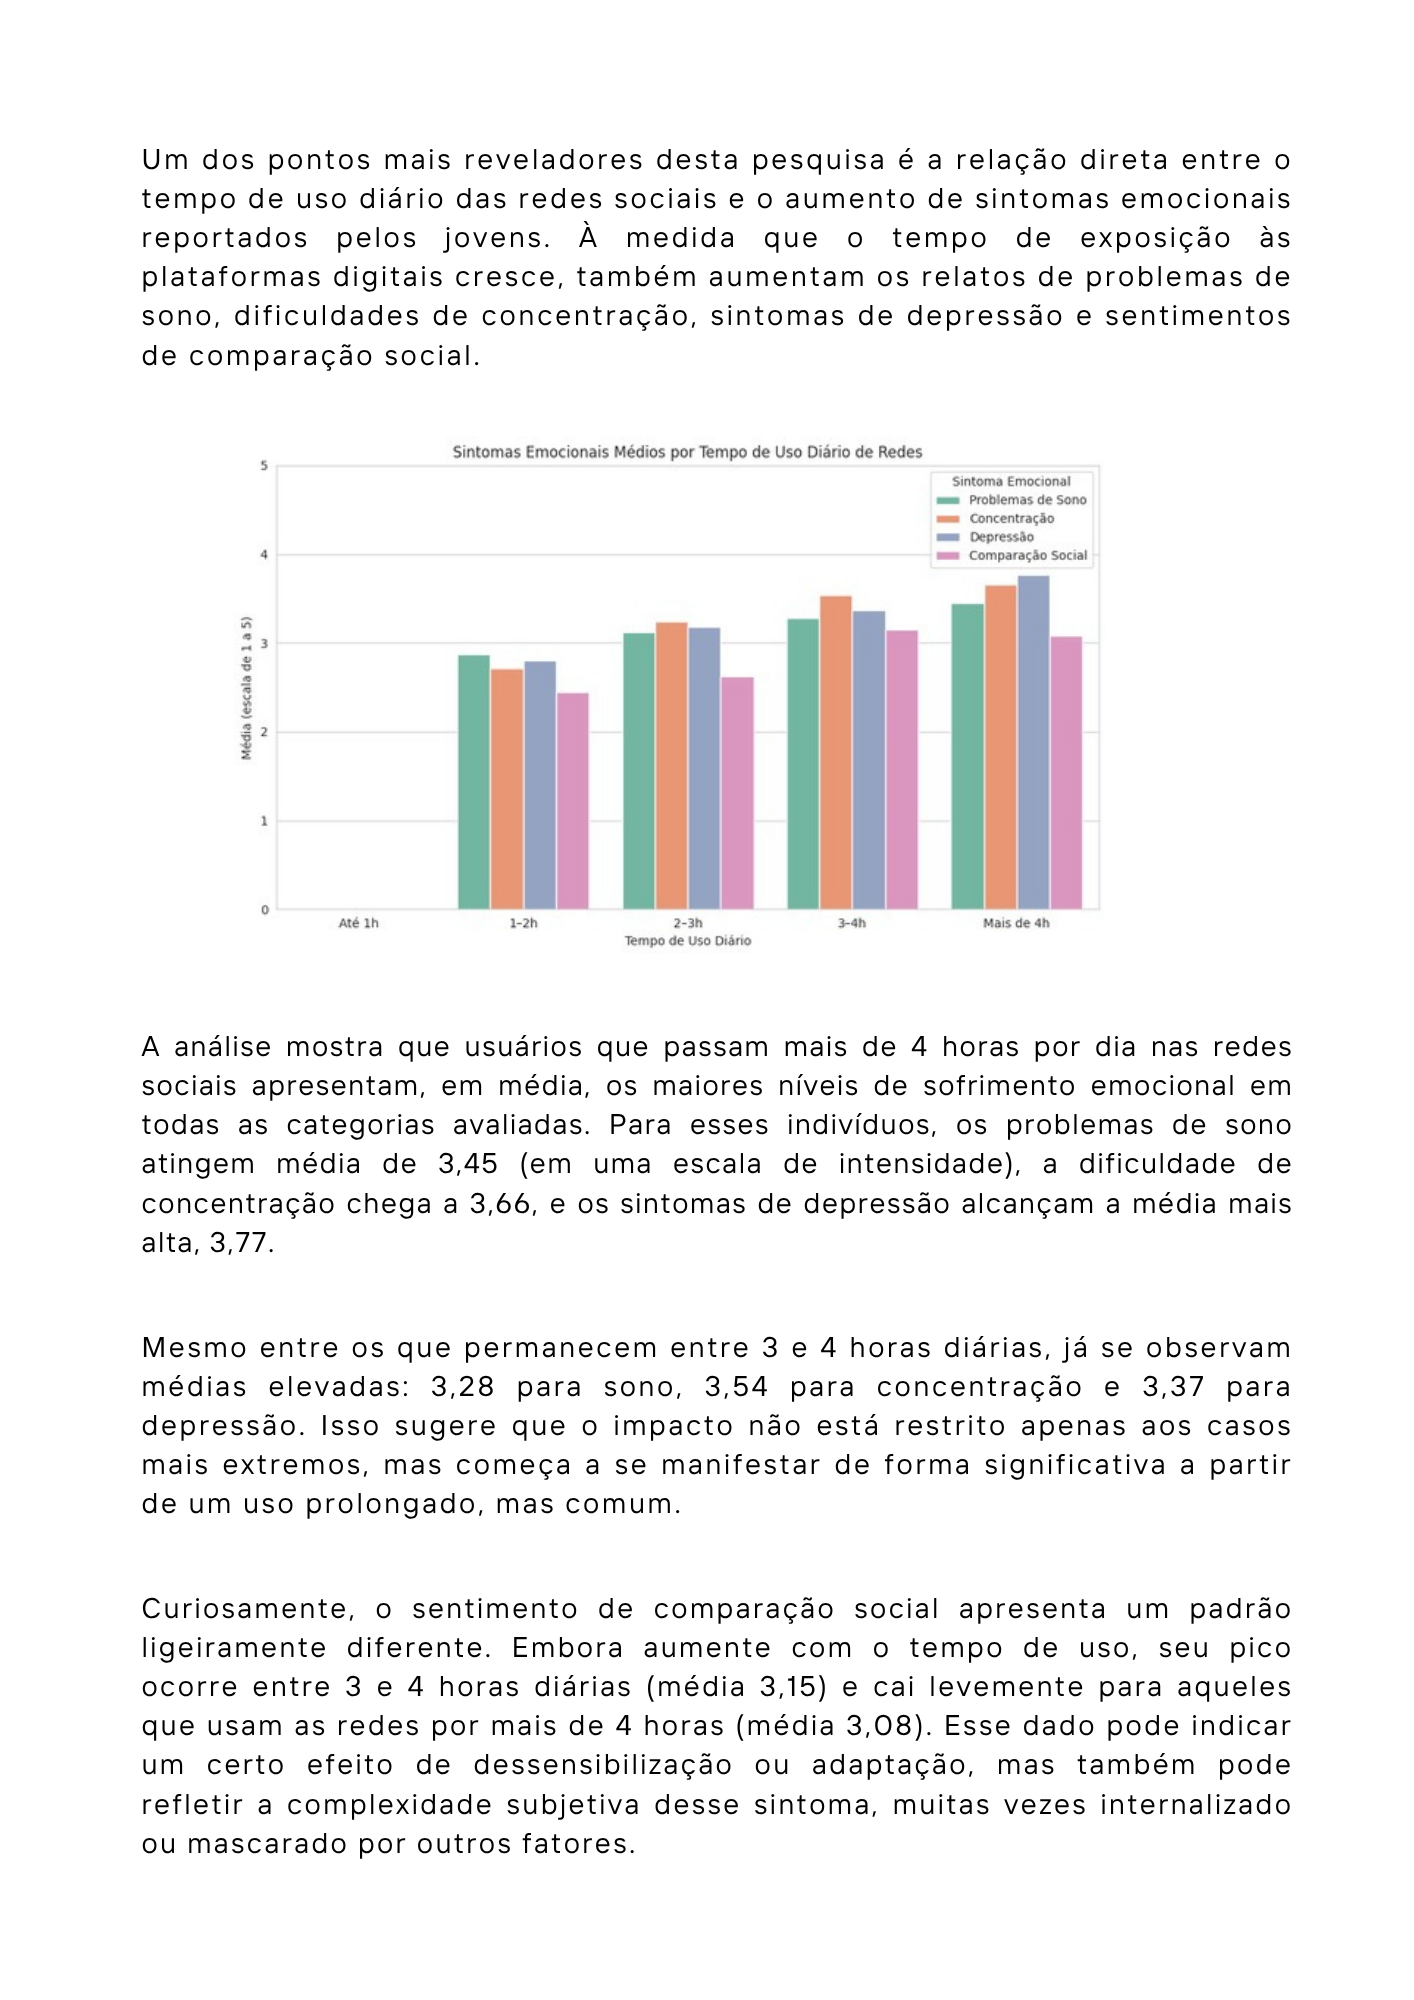 Um dos pontos mais reveladores desta pesquisa é a relação direta entre o
tempo de uso diário das redes sociais e o aumento de sintomas emocionais
reportados pelos jovens. À medida que o tempo de exposição às
plataformas digitais cresce, também aumentam os relatos de problemas de
sono, dificuldades de concentração, sintomas de depressão e sentimentos
de comparação social.
Sintomas Emocionais Médios por Tempo de Uso Diário de Redes
Sintoma Emocional
Problemas de Sono
Concentração
Depressão
Comparação Social
Média (escala de 1 a 5)
5
4
3
2
1
0
Até 1h
1–2h
2–3h
3–4h
Mais de 4h
Tempo de Uso Diário
A análise mostra que usuários que passam mais de 4 horas por dia nas redes
sociais apresentam, em média, os maiores níveis de sofrimento emocional em
todas as categorias avaliadas. Para esses indivíduos, os problemas de sono
atingem média de 3,45 (em uma escala de intensidade), a dificuldade de
concentração chega a 3,66, e os sintomas de depressão alcançam a média mais
alta, 3,77.
Mesmo entre os que permanecem entre 3 e 4 horas diárias, já se observam
médias elevadas: 3,28 para sono, 3,54 para concentração e 3,37 para
depressão. Isso sugere que o impacto não está restrito apenas aos casos
mais extremos, mas começa a se manifestar de forma significativa a partir
de um uso prolongado, mas comum.
Curiosamente, o sentimento de comparação social apresenta um padrão
ligeiramente diferente. Embora aumente com o tempo de uso, seu pico
ocorre entre 3 e 4 horas diárias (média 3,15) e cai levemente para aqueles
que usam as redes por mais de 4 horas (média 3,08). Esse dado pode indicar
um certo efeito de dessensibilização ou adaptação, mas também pode
refletir a complexidade subjetiva desse sintoma, muitas vezes internalizado
ou mascarado por outros fatores.